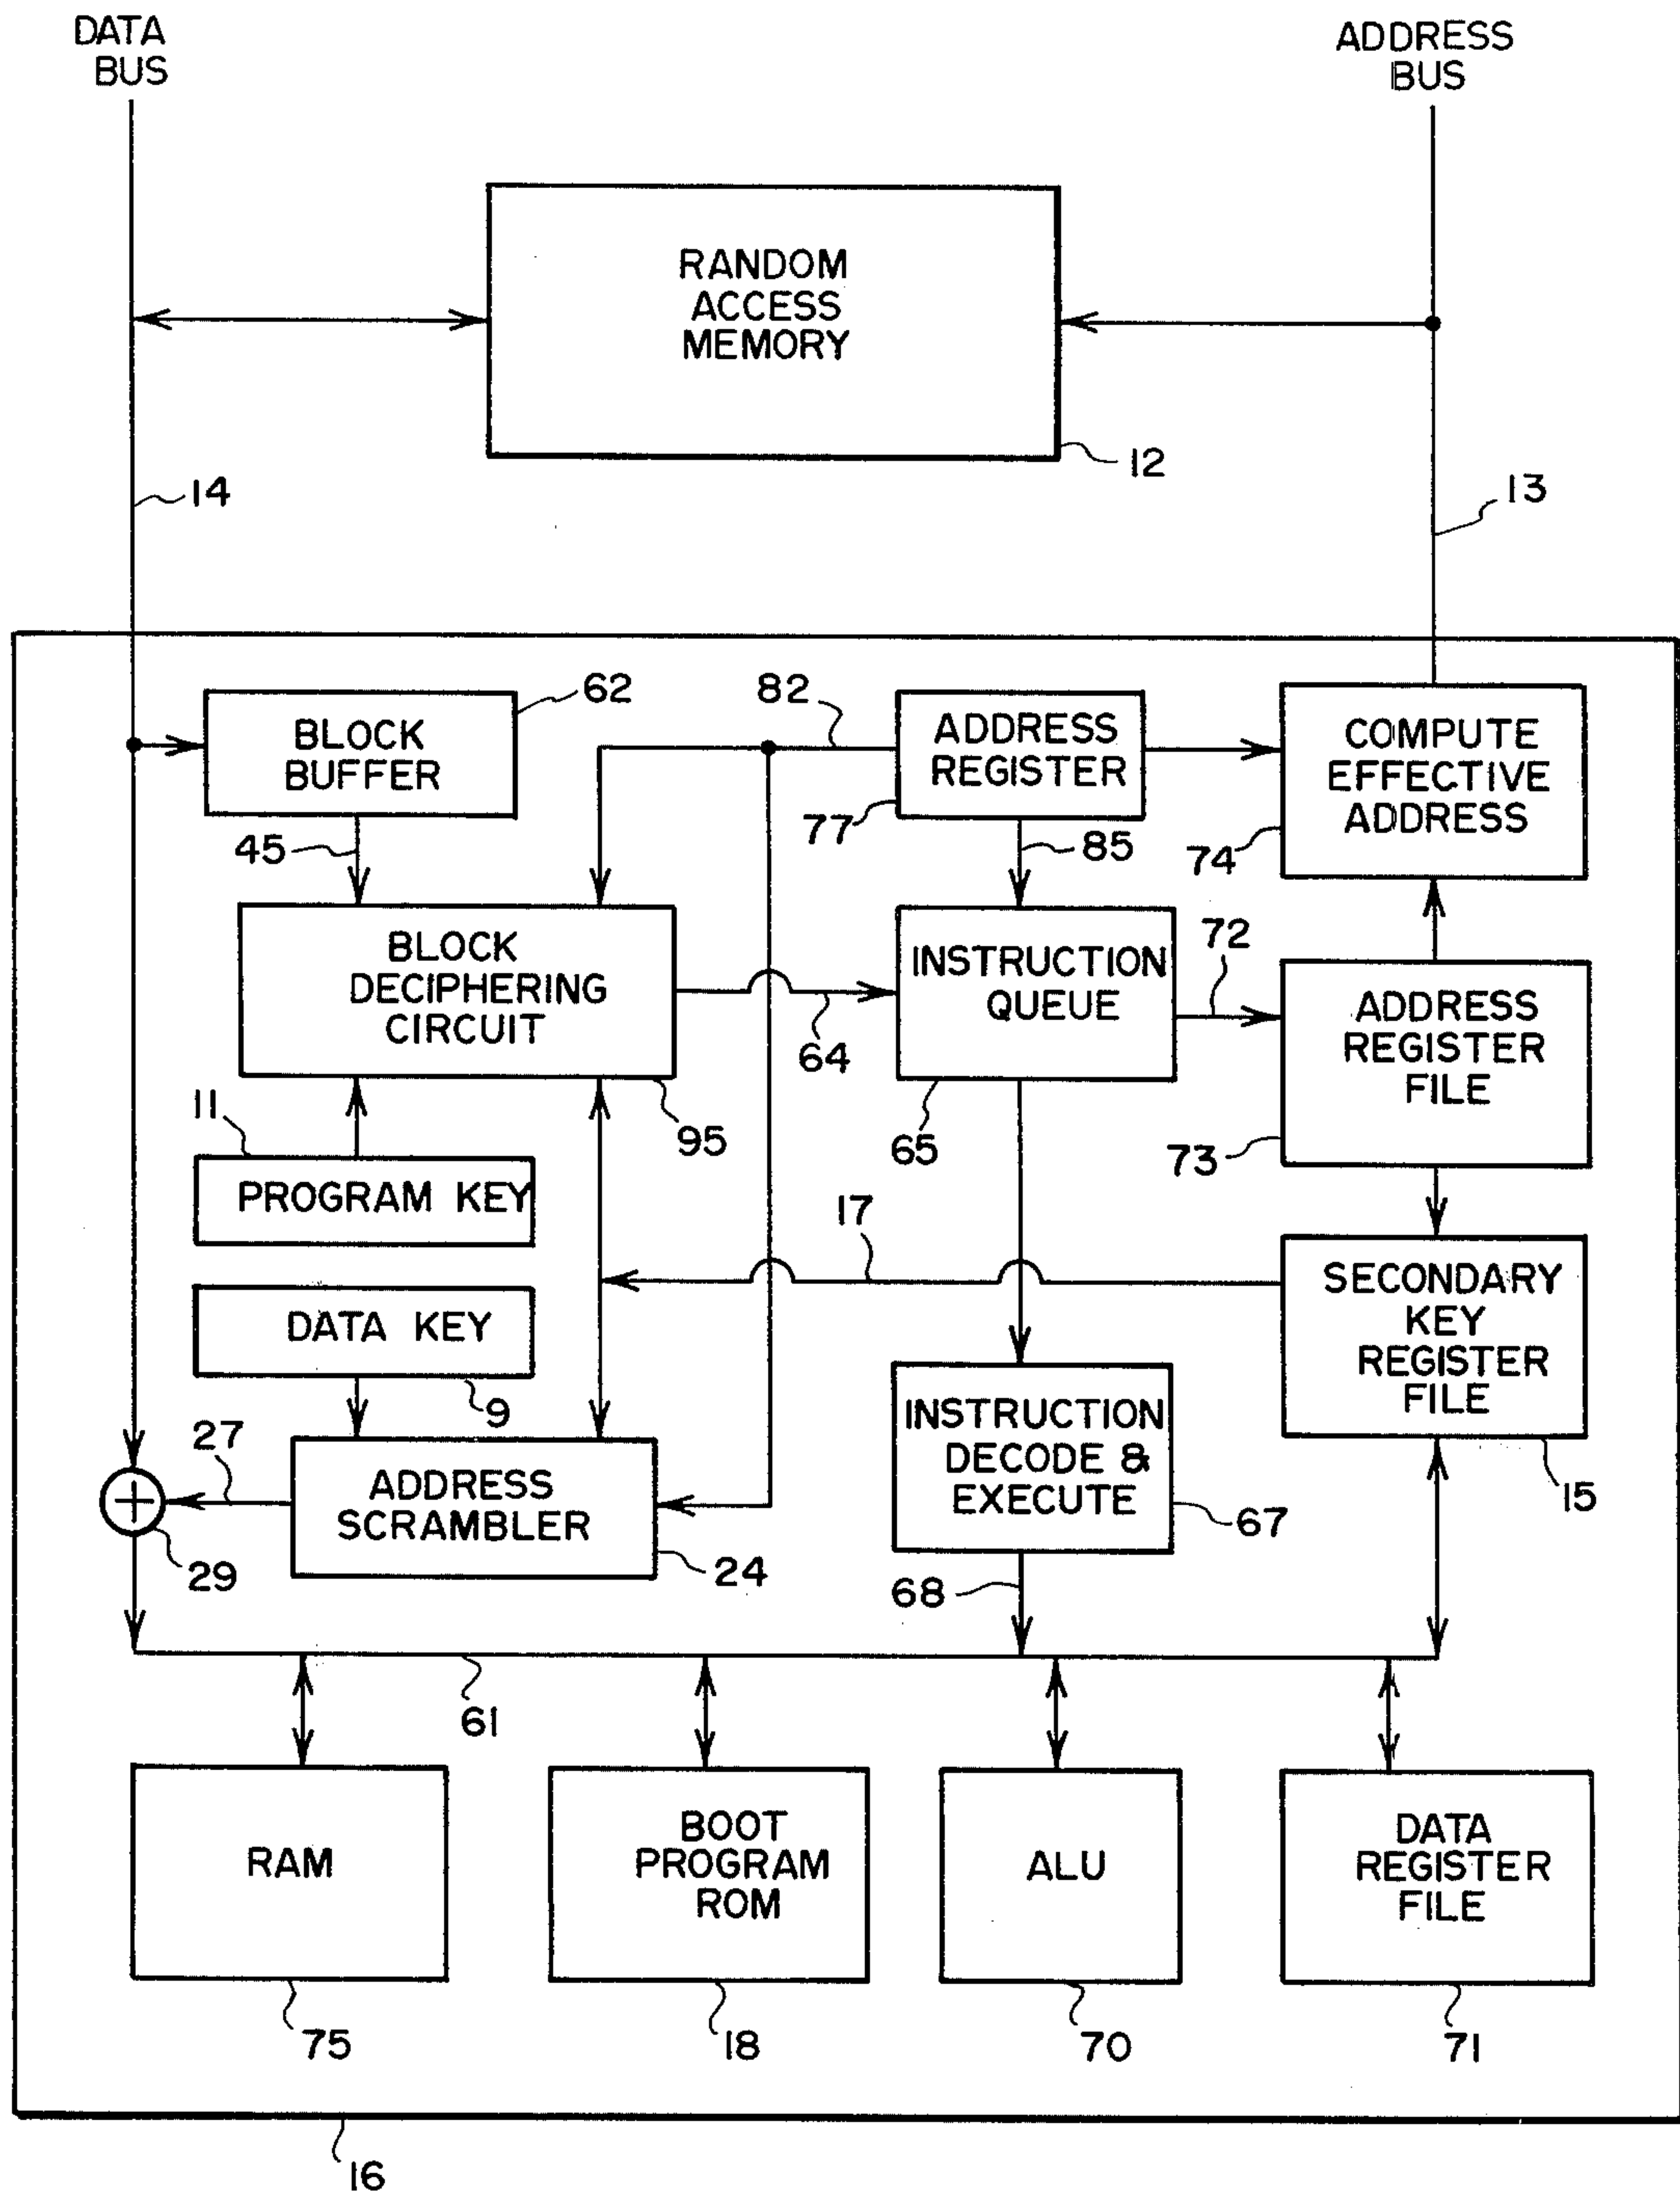 DATA
BUS
ADDRESS
BUS
RANDOM
ACCESS
MEMORY
12
14
13
62
82
BLOCK
BUFFER
ADDRESS
REGISTER
COMPUTE
EFFECTIVE
ADDRESS
45
77
85
74
BLOCK
DECIPHERING
CIRCUIT
INSTRUCTION
QUEUE
72
64
ADDRESS
REGISTER
FILE
11
95
65
73
PROGRAM KEY
17
DATA KEY
SECONDARY
KEY
REGISTER
FILE
9
27
ADDRESS
SCRAMBLER
INSTRUCTION
DECODE &
EXECUTE
15
67
+
29
24
68
61
RAM
BOOT
PROGRAM
ROM
ALU
DATA
REGISTER
FILE
75
18
70
71
16